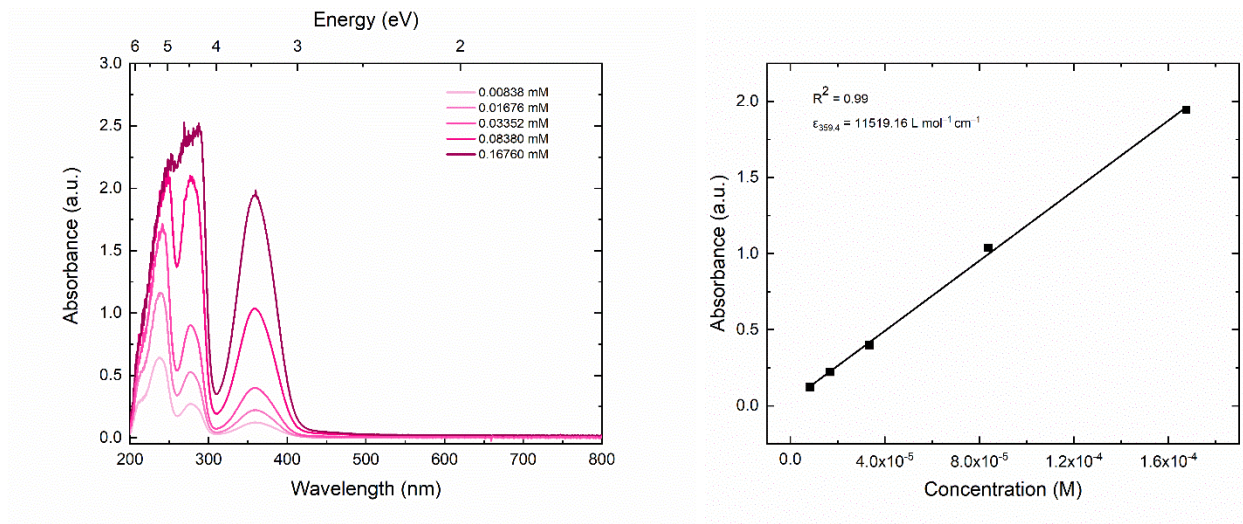 Energy (eV)
6 5 4 3 2
3.0
2.5
2.0
1.5
1.0
0.5
0.0
Absorbance (a.u.)
0.00838 mM
0.01676 mM
0.03352 mM
0.08380 mM
0.16760 mM
200 300 400 500 600 700 800
Wavelength (nm)
2.0
1.5
1.0
0.5
0.0
Absorbance (a.u.)
R² = 0.99
ε₃₅₉.₄ = 11519.16 L mol⁻¹ cm⁻¹
0.0 4.0x10⁻⁵ 8.0x10⁻⁵ 1.2x10⁻⁴ 1.6x10⁻⁴
Concentration (M)